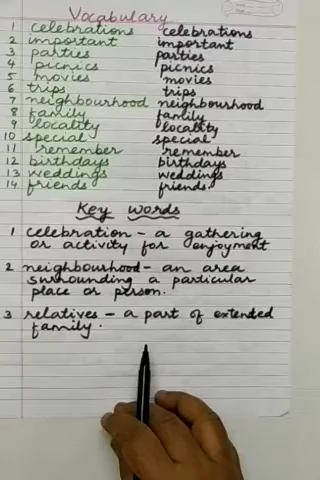 Vocabulary
1 celebrations celebrations
2 important important
3 parties parties
4 picnics picnics
5 movies movies
6 trips trips
7 neighbourhood neighbourhood
8 family family
9 locality locality
10 special special
11 remember remember
12 birthdays birthdays
13 weddings weddings
14 friends friends.
Key words
1 celebration – a gathering
or activity for enjoyment
2 neighbourhood – an area
surrounding a particular
place or person.
3 relatives – a part of extended
family.